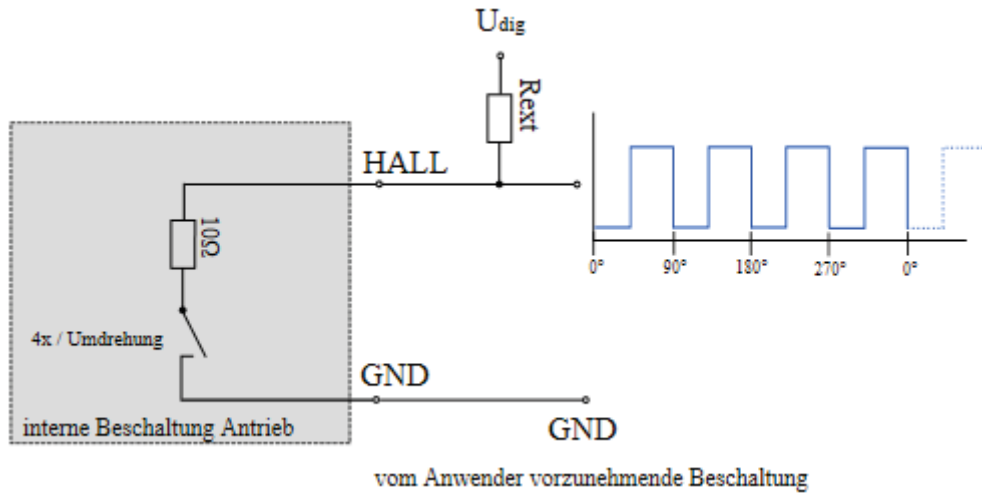 Udig
Rext
HALL
10Ω
4x / Umdrehung
GND
interne Beschaltung Antrieb
GND
0° 90° 180° 270° 0°
vom Anwender vorzunehmende Beschaltung